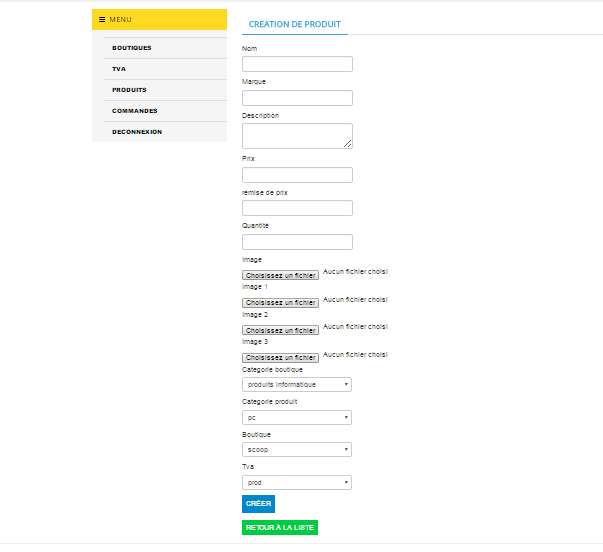 MENU
BOUTIQUES
TVA
PRODUITS
COMMANDES
DECONNEXION
CREATION DE PRODUIT
Nom
Marque
Description
Prix
remise de prix
Quantité
Image
Choisissez un fichier Aucun fichier choisi
Image 1
Choisissez un fichier Aucun fichier choisi
Image 2
Choisissez un fichier Aucun fichier choisi
Image 3
Choisissez un fichier Aucun fichier choisi
Categorie boutique
produits informatique
Categorie produit
pc
Boutique
scoop
Tva
prod
CRÉER
RETOUR À LA LISTE